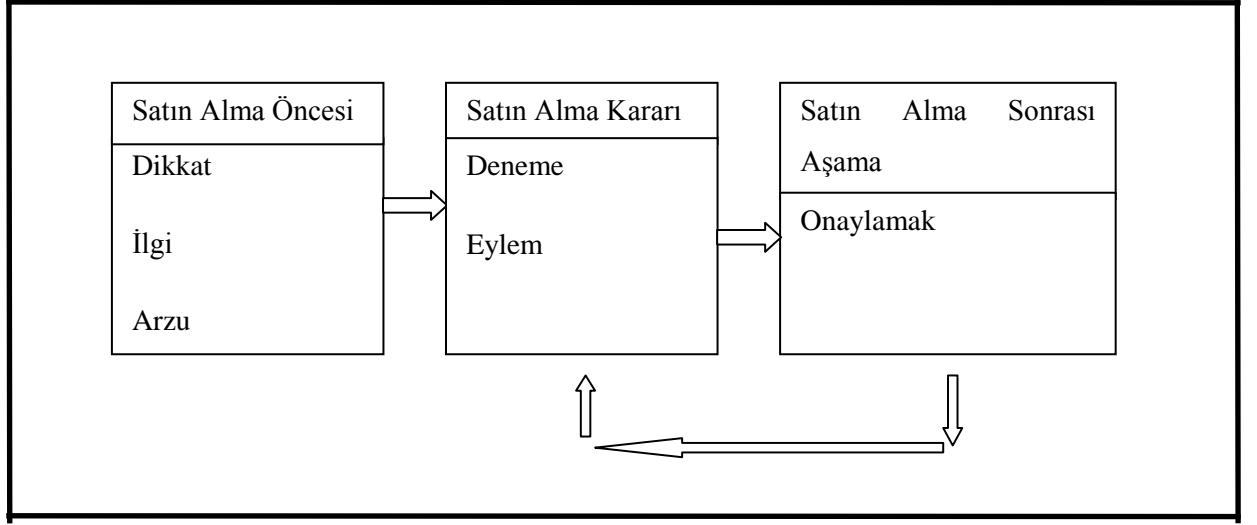 Satın Alma Öncesi
Dikkat
İlgi
Arzu
Satın Alma Kararı
Deneme
Eylem
Satın Alma Sonrası
Aşama
Onaylamak